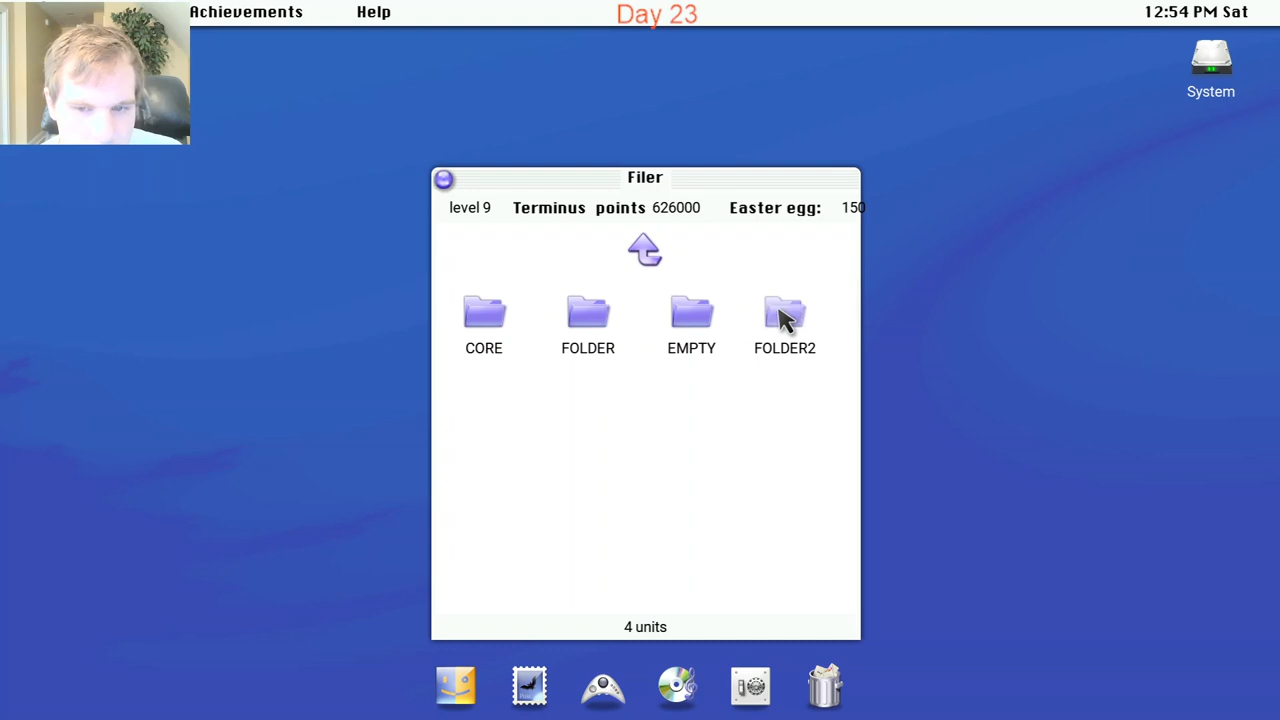 Achievements Help Day 23 12:54 PM Sat
System
Filer
level 9 Terminus points 626000 Easter egg: 150
CORE FOLDER EMPTY FOLDER2
4 units